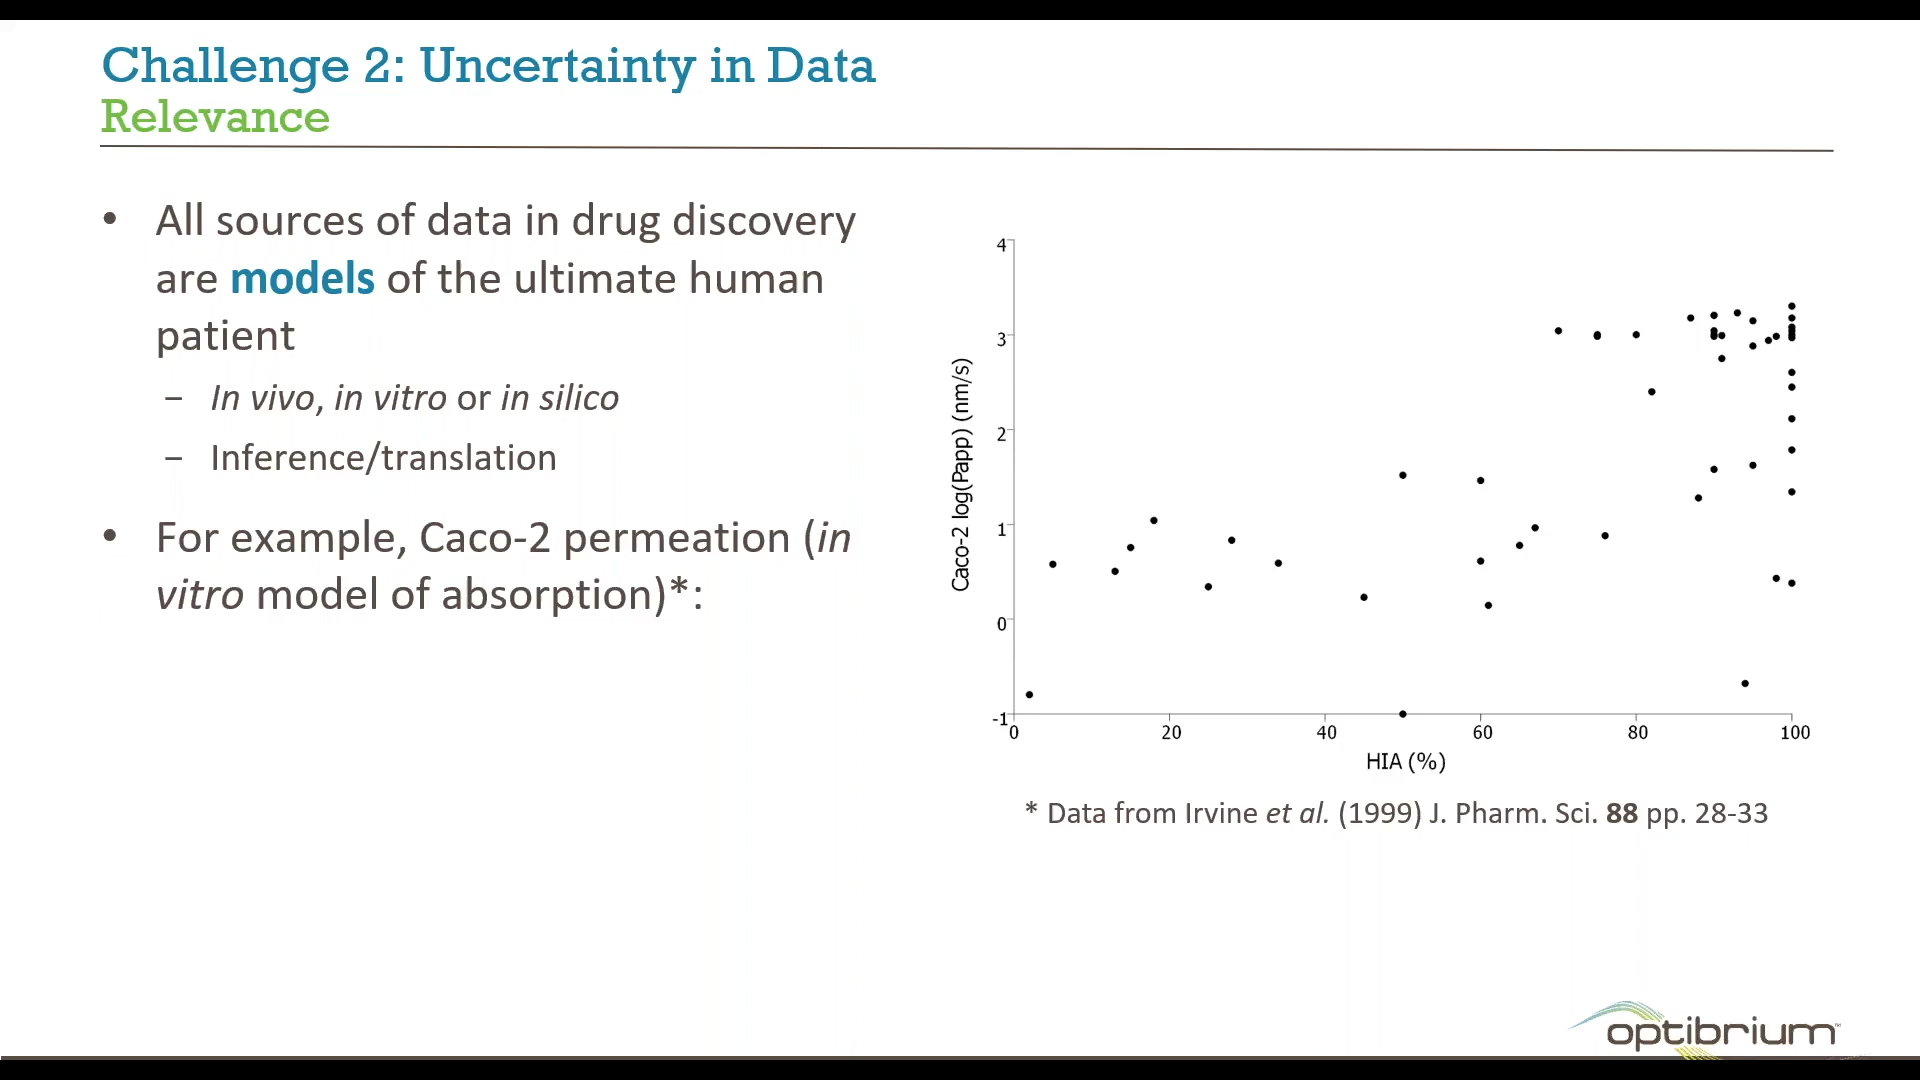 Challenge 2: Uncertainty in Data
Relevance
• All sources of data in drug discovery
are models of the ultimate human
patient
– In vivo, in vitro or in silico
– Inference/translation
• For example, Caco-2 permeation (in
vitro model of absorption)*:
Caco-2 log(Papp) (nm/s)
4
3
2
1
0
-1
0 20 40 60 80 100
HIA (%)
* Data from Irvine et al. (1999) J. Pharm. Sci. 88 pp. 28-33
optibrium™